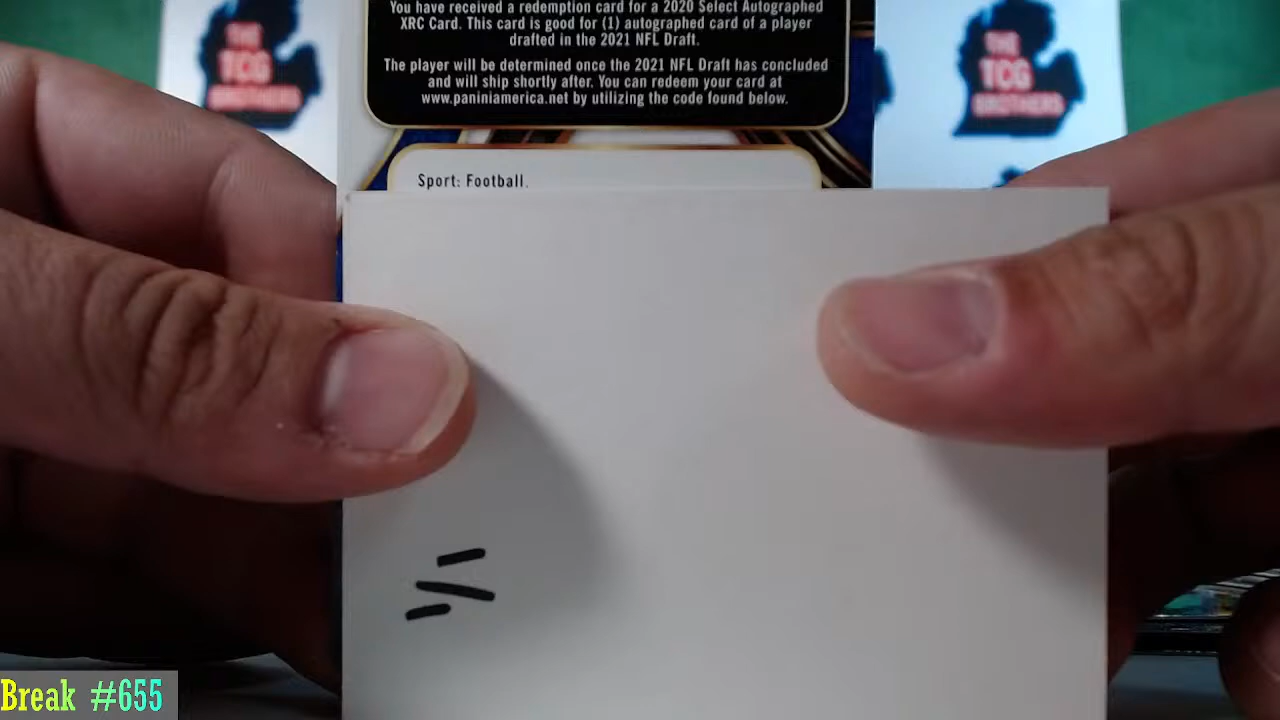 THE
TCG
BROTHERS
THE
TCG
BROTHERS
You have received a redemption card for a 2020 Select Autographed
XRC Card. This card is good for (1) autographed card of a player
drafted in the 2021 NFL Draft.
The player will be determined once the 2021 NFL Draft has concluded
and will ship shortly after. You can redeem your card at
www.paniniamerica.net by utilizing the code found below.
Sport: Football.
Break #655